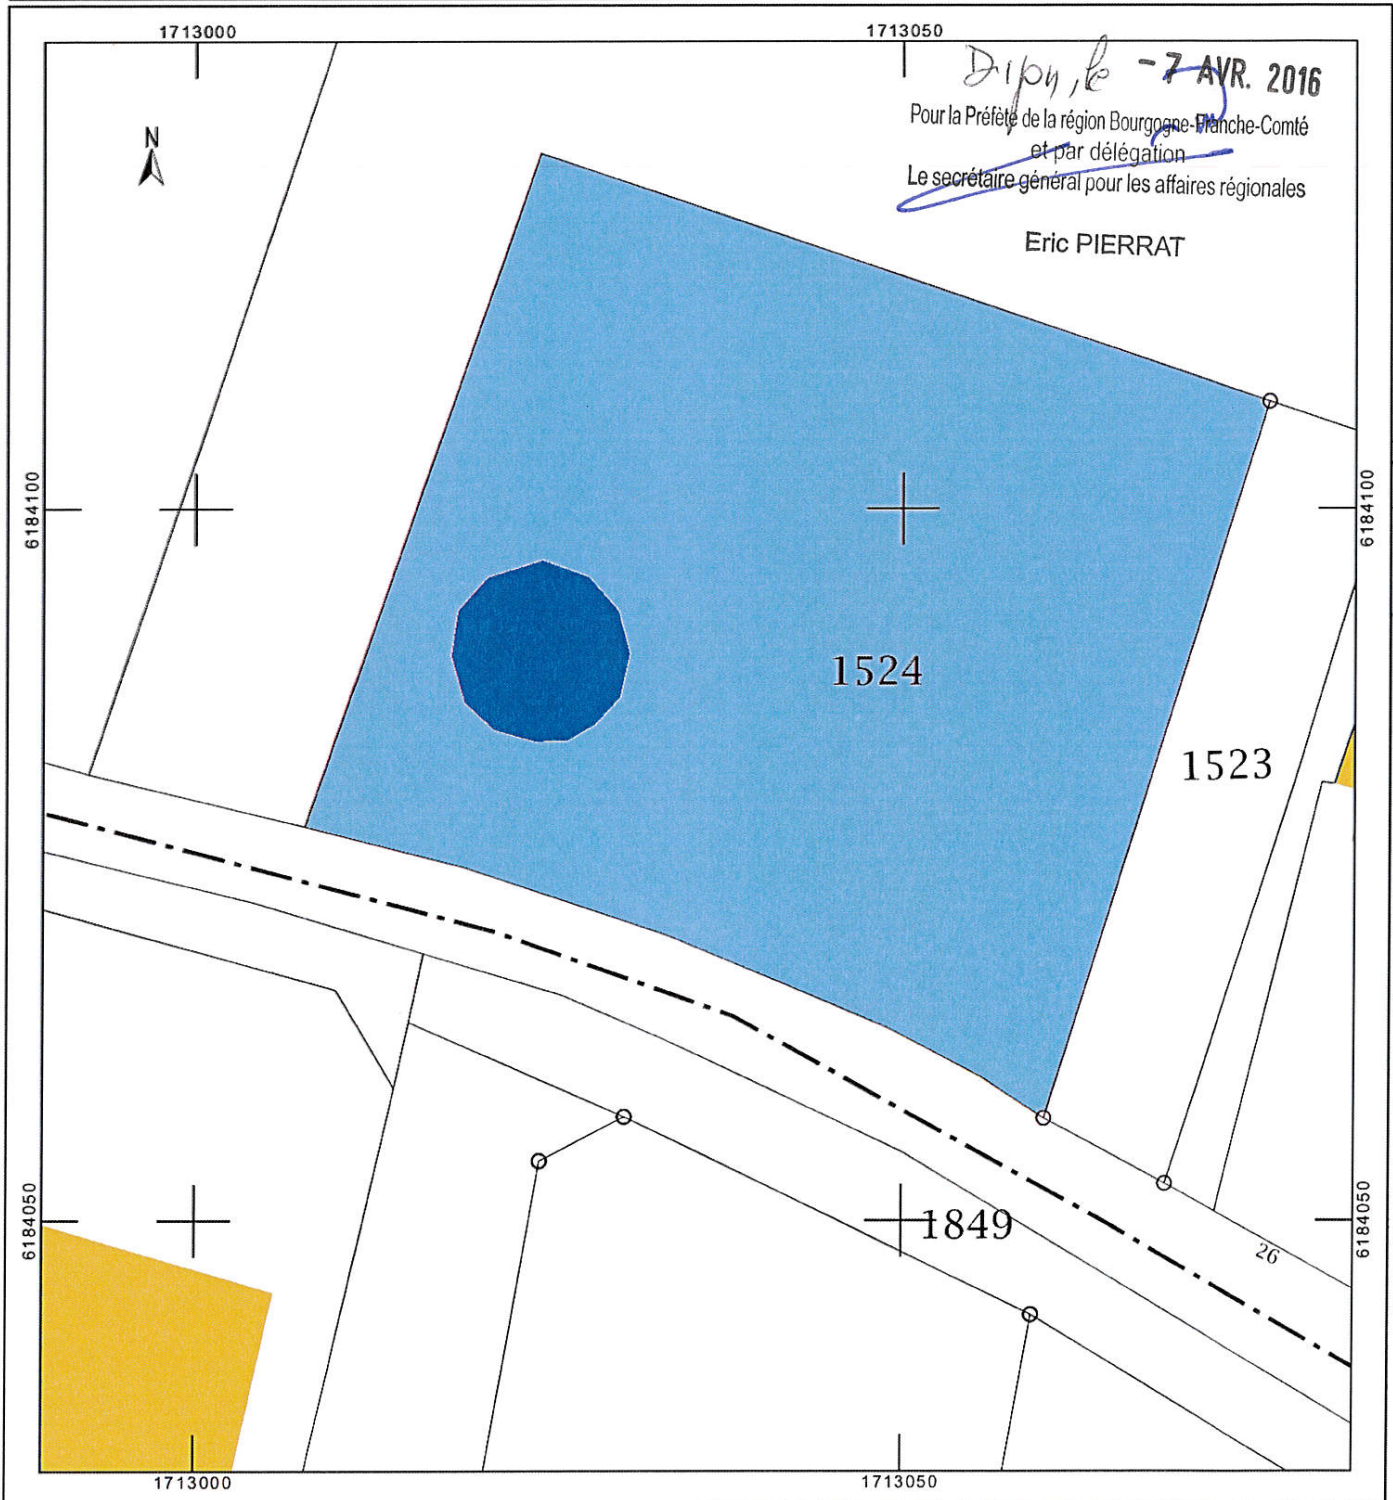 1713000
1713050
Dijon, le - 7 AVR. 2016
Pour la Préfète de la région Bourgogne-Franche-Comté
et par délégation
Le secrétaire général pour les affaires régionales
Eric PIERRAT
N
6184100
6184100
1524
1523
6184050
1849
26
6184050
1713000
1713050